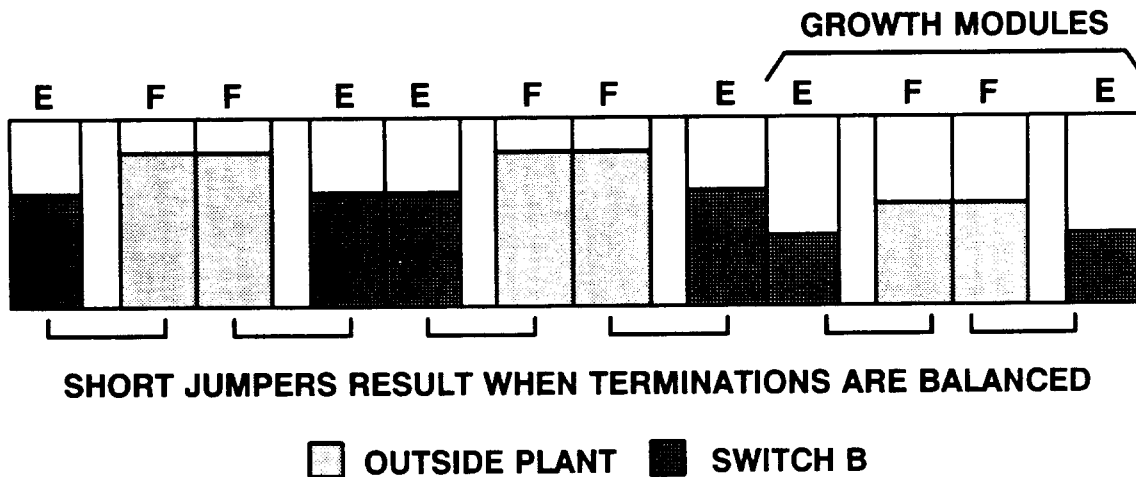 GROWTH MODULES
E F F E E F F E E F F E
SHORT JUMPERS RESULT WHEN TERMINATIONS ARE BALANCED
OUTSIDE PLANT SWITCH B